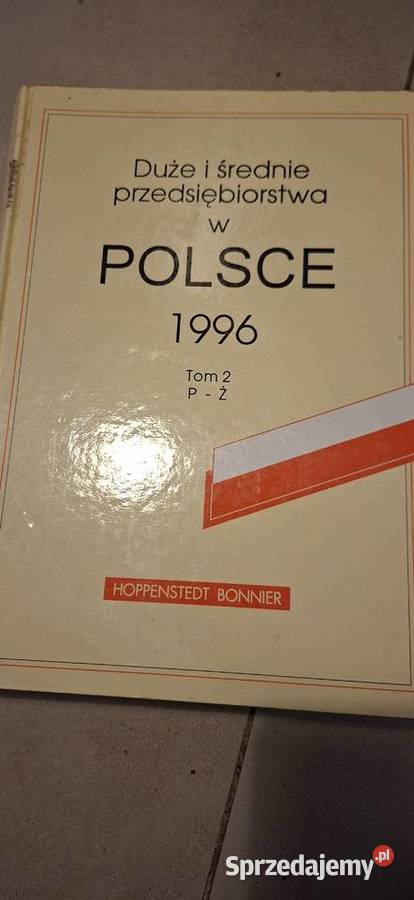 Duże i średnie
przedsiębiorstwa
w
POLSCE
1996
Tom 2
P - Ż
HOPPENSTEDT BONNIER
Sprzedajemy.pl